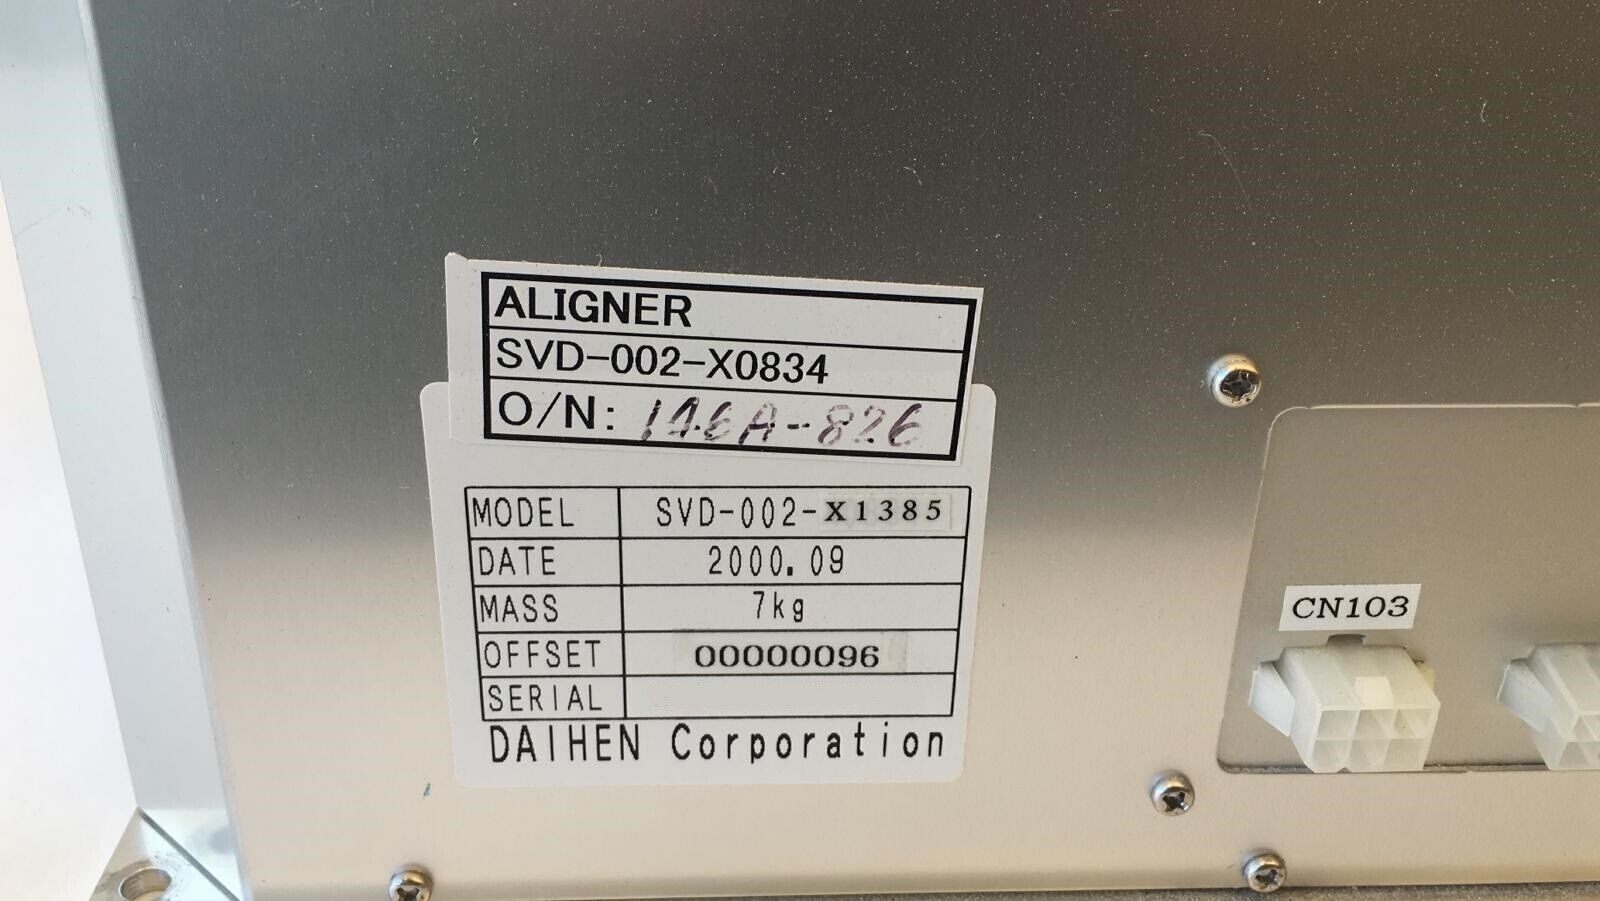 ALIGNER
SVD-002-X0834
O/N: 146A-826
MODEL SVD-002-X1385
DATE 2000.09
MASS 7kg
OFFSET 00000096
SERIAL
DAIHEN Corporation
CN103